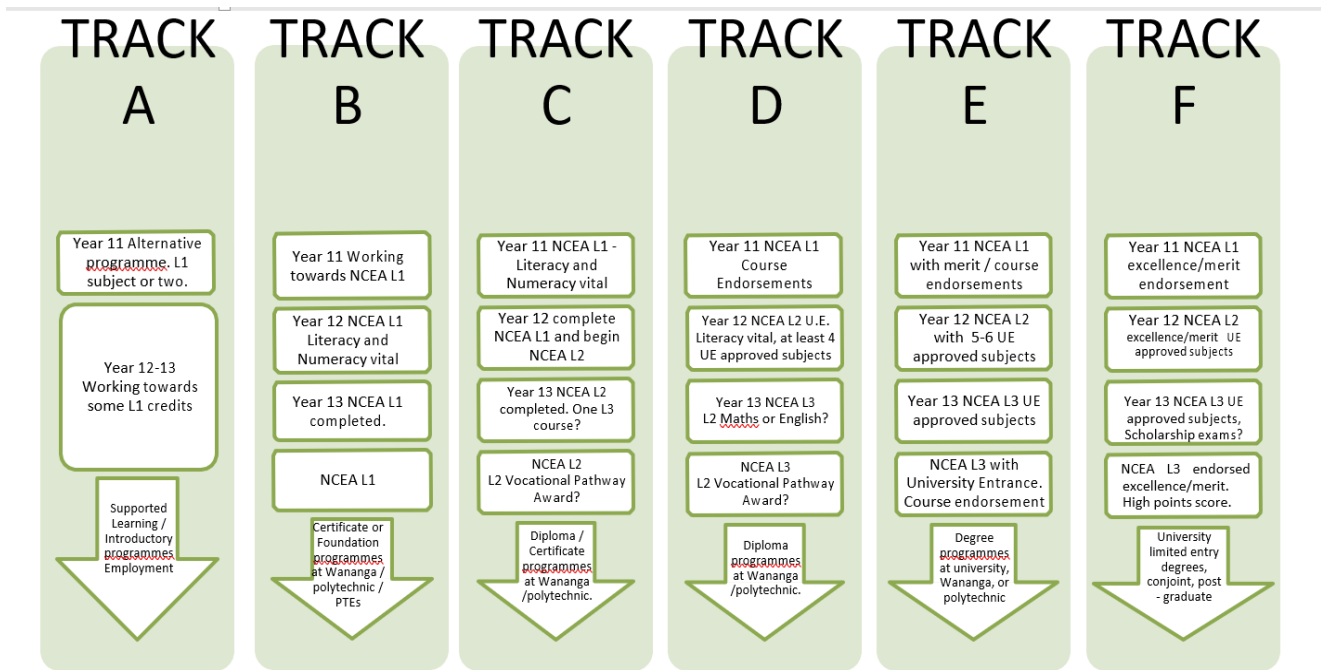 TRACK
A
Year 11 Alternative
programme. L1
subject or two.
Year 12-13
Working towards
some L1 credits
Supported
Learning /
Introductory
programmes
Employment
TRACK
B
Year 11 Working
towards NCEA L1
Year 12 NCEA L1
Literacy and
Numeracy vital
Year 13 NCEA L1
completed.
NCEA L1
Certificate or
Foundation
programmes
at Wananga /
polytechnic /
PTEs
TRACK
C
Year 11 NCEA L1 -
Literacy and
Numeracy vital
Year 12 complete
NCEA L1 and begin
NCEA L2
Year 13 NCEA L2
completed. One L3
course?
NCEA L2
L2 Vocational Pathway
Award?
Diploma /
Certificate
programmes
at Wananga
/polytechnic.
TRACK
D
Year 11 NCEA L1
Course
Endorsements
Year 12 NCEA L2 U.E.
Literacy vital, at least 4
UE approved subjects
Year 13 NCEA L3
L2 Maths or English?
NCEA L3
L2 Vocational Pathway
Award?
Diploma
programmes
at Wananga
/polytechnic.
TRACK
E
Year 11 NCEA L1
with merit / course
endorsements
Year 12 NCEA L2
with 5-6 UE
approved subjects
Year 13 NCEA L3 UE
approved subjects
NCEA L3 with
University Entrance.
Course endorsement
Degree
programmes
at university,
Wananga, or
polytechnic
TRACK
F
Year 11 NCEA L1
excellence/merit
endorsement
Year 12 NCEA L2
excellence/merit UE
approved subjects
Year 13 NCEA L3 UE
approved subjects,
Scholarship exams?
NCEA L3 endorsed
excellence/merit.
High points score.
University
limited entry
degrees,
conjoint, post
- graduate